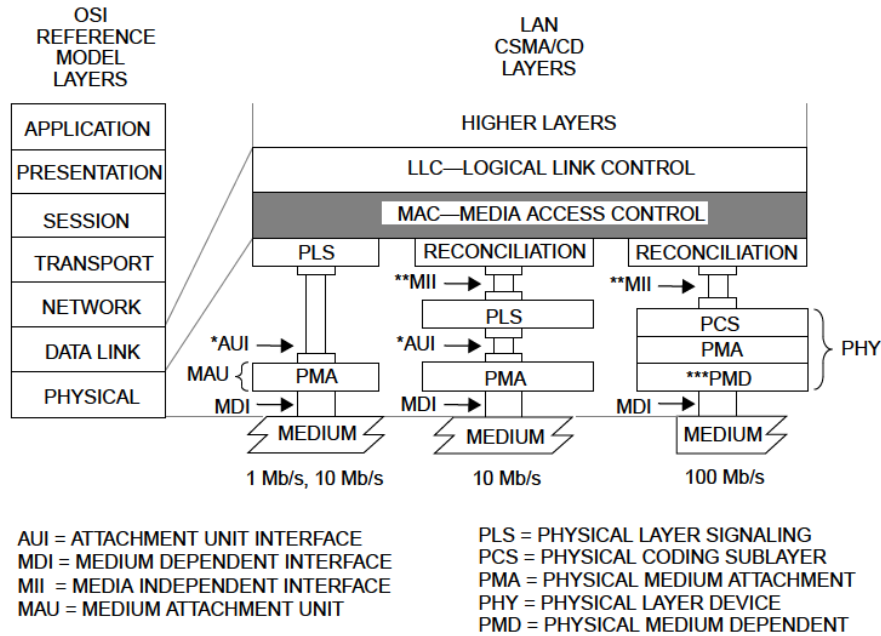 OSI
REFERENCE
MODEL
LAYERS
LAN
CSMA/CD
LAYERS
APPLICATION
PRESENTATION
SESSION
TRANSPORT
NETWORK
DATA LINK
PHYSICAL
HIGHER LAYERS
LLC—LOGICAL LINK CONTROL
MAC—MEDIA ACCESS CONTROL
PLS
*AUI
MAU
PMA
MDI
MEDIUM
1 Mb/s, 10 Mb/s
RECONCILIATION
**MII
PLS
*AUI
PMA
MDI
MEDIUM
10 Mb/s
RECONCILIATION
**MII
PCS
PMA
***PMD
PHY
MDI
MEDIUM
100 Mb/s
AUI = ATTACHMENT UNIT INTERFACE
MDI = MEDIUM DEPENDENT INTERFACE
MII = MEDIA INDEPENDENT INTERFACE
MAU = MEDIUM ATTACHMENT UNIT
PLS = PHYSICAL LAYER SIGNALING
PCS = PHYSICAL CODING SUBLAYER
PMA = PHYSICAL MEDIUM ATTACHMENT
PHY = PHYSICAL LAYER DEVICE
PMD = PHYSICAL MEDIUM DEPENDENT